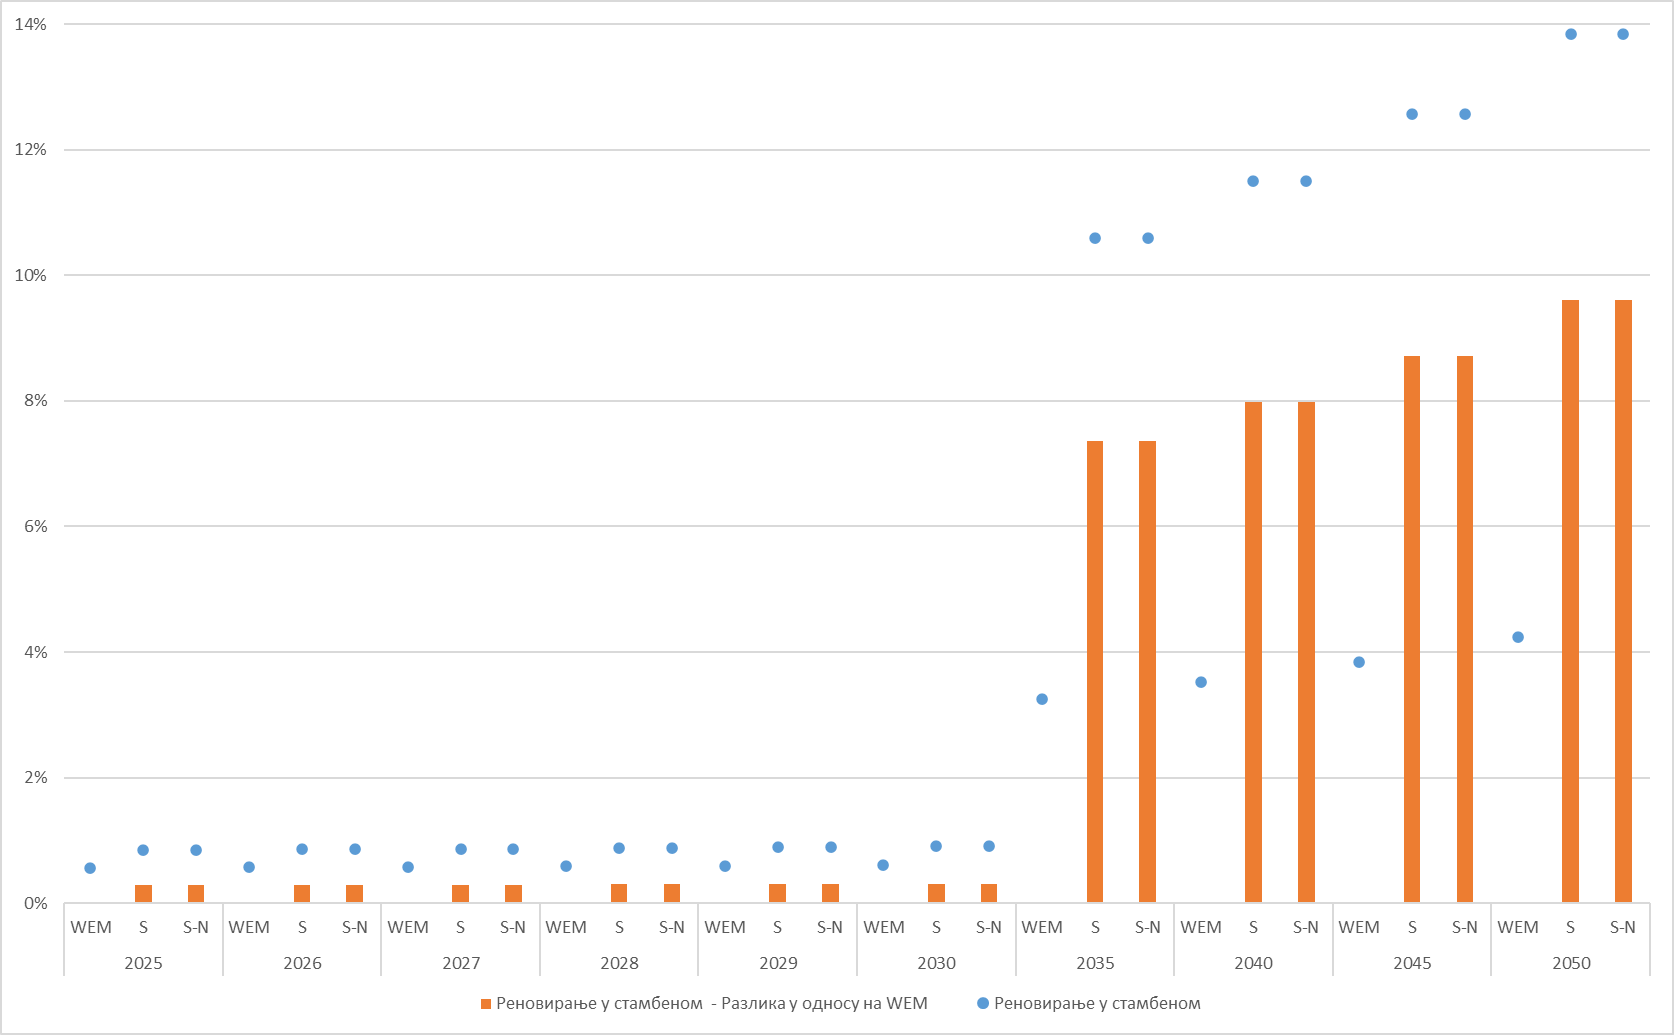 14%
12%
10%
8%
6%
4%
2%
0%
WEM S S-N WEM S S-N WEM S S-N WEM S S-N WEM S S-N WEM S S-N WEM S S-N WEM S S-N WEM S S-N WEM S S-N
2025 2026 2027 2028 2029 2030 2035 2040 2045 2050
Реновирање у стамбеном - Разлика у односу на WEM Реновирање у стамбеном